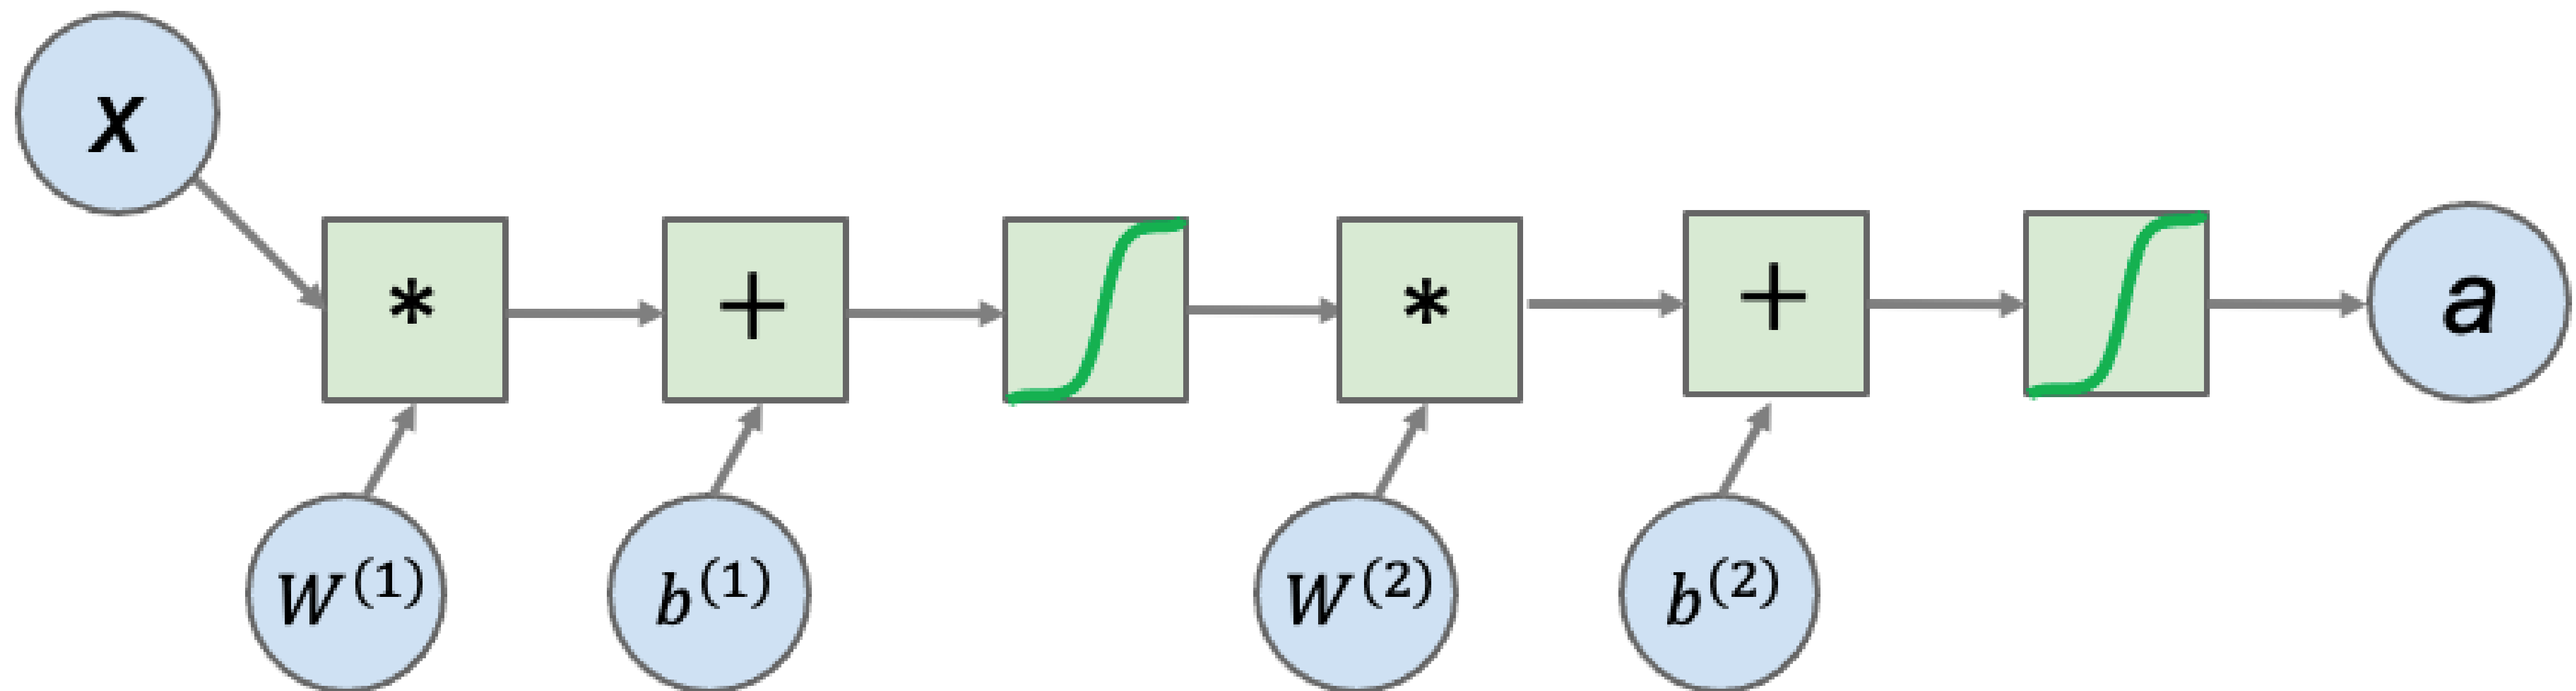 x
* + * + a
W⁽¹⁾ b⁽¹⁾ W⁽²⁾ b⁽²⁾